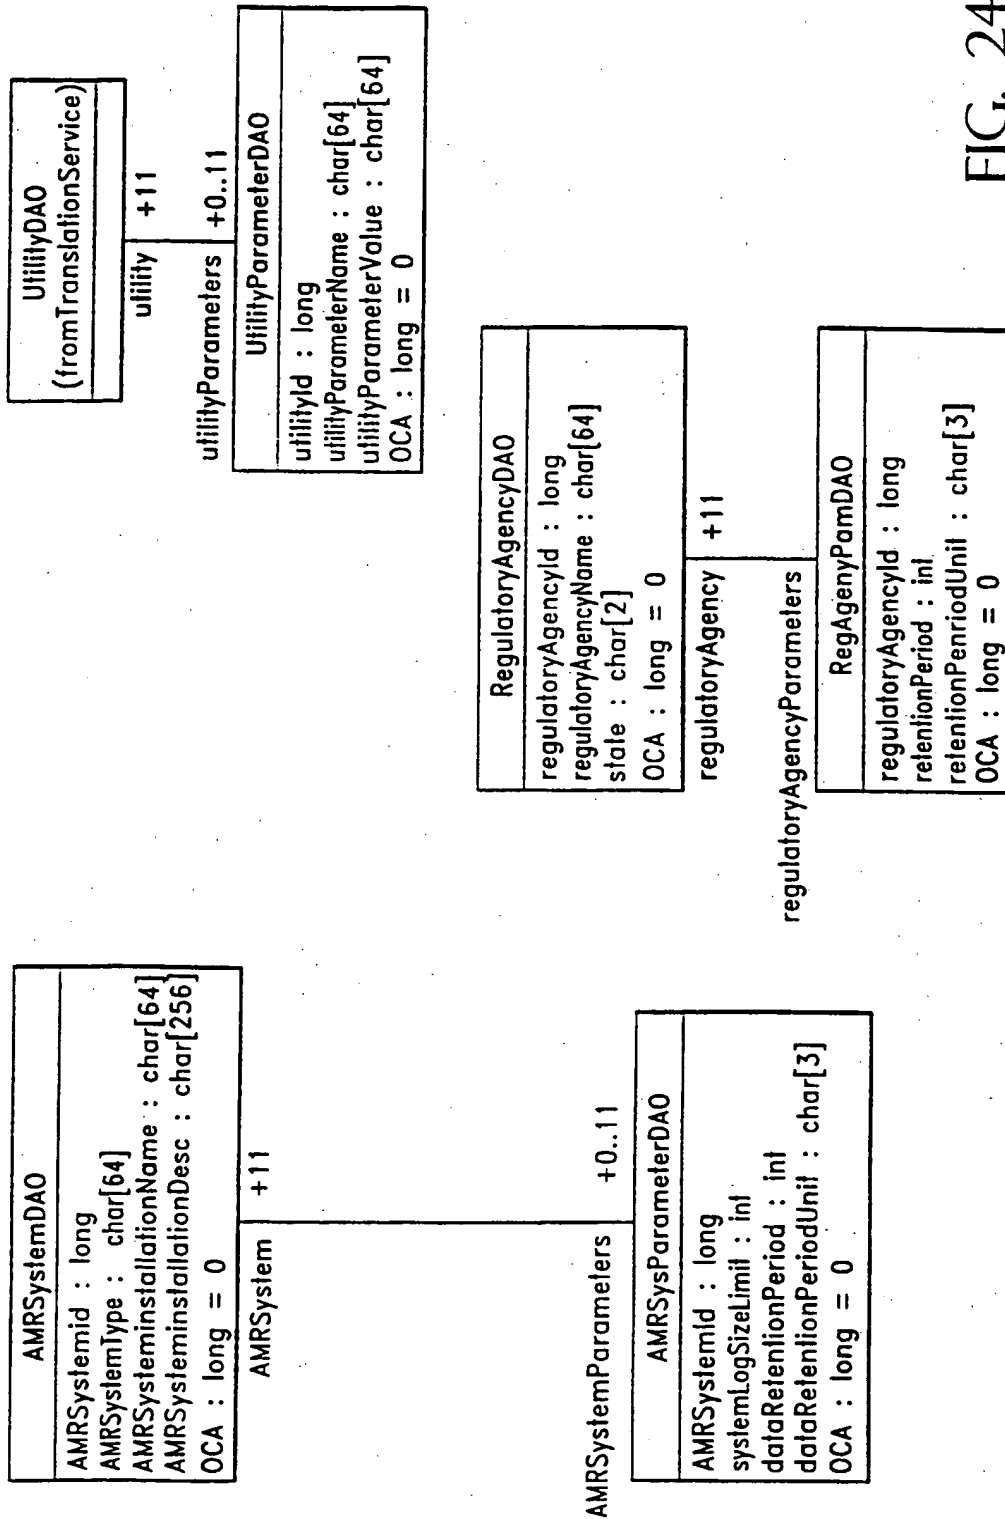 AMRSystemDAO
AMRSystemid : long
AMRSystemType : char[64]
AMRSysteminstallationName : char[64]
AMRSysteminstallationDesc : char[256]
OCA : long = 0
AMRSystem +11
AMRSystemParameters +0..11
AMRSysParameterDAO
AMRSystemId : long
systemLogSizeLimit : int
dataRetentionPeriod : int
dataRetentionPeriodUnit : char[3]
OCA : long = 0
UtilityDAO
(fromTranslationService)
utility +11
utilityParameters +0..11
UtilityParameterDAO
utilityId : long
utilityParameterName : char[64]
utilityParameterValue : char[64]
OCA : long = 0
RegulatoryAgencyDAO
regulatoryAgencyId : long
regulatoryAgencyName : char[64]
state : char[2]
OCA : long = 0
regulatoryAgency +11
regulatoryAgencyParameters
RegAgenyPamDAO
regulatoryAgencyId : long
retentionPeriod : int
retentionPenriodUnit : char[3]
OCA : long = 0
FIG. 24